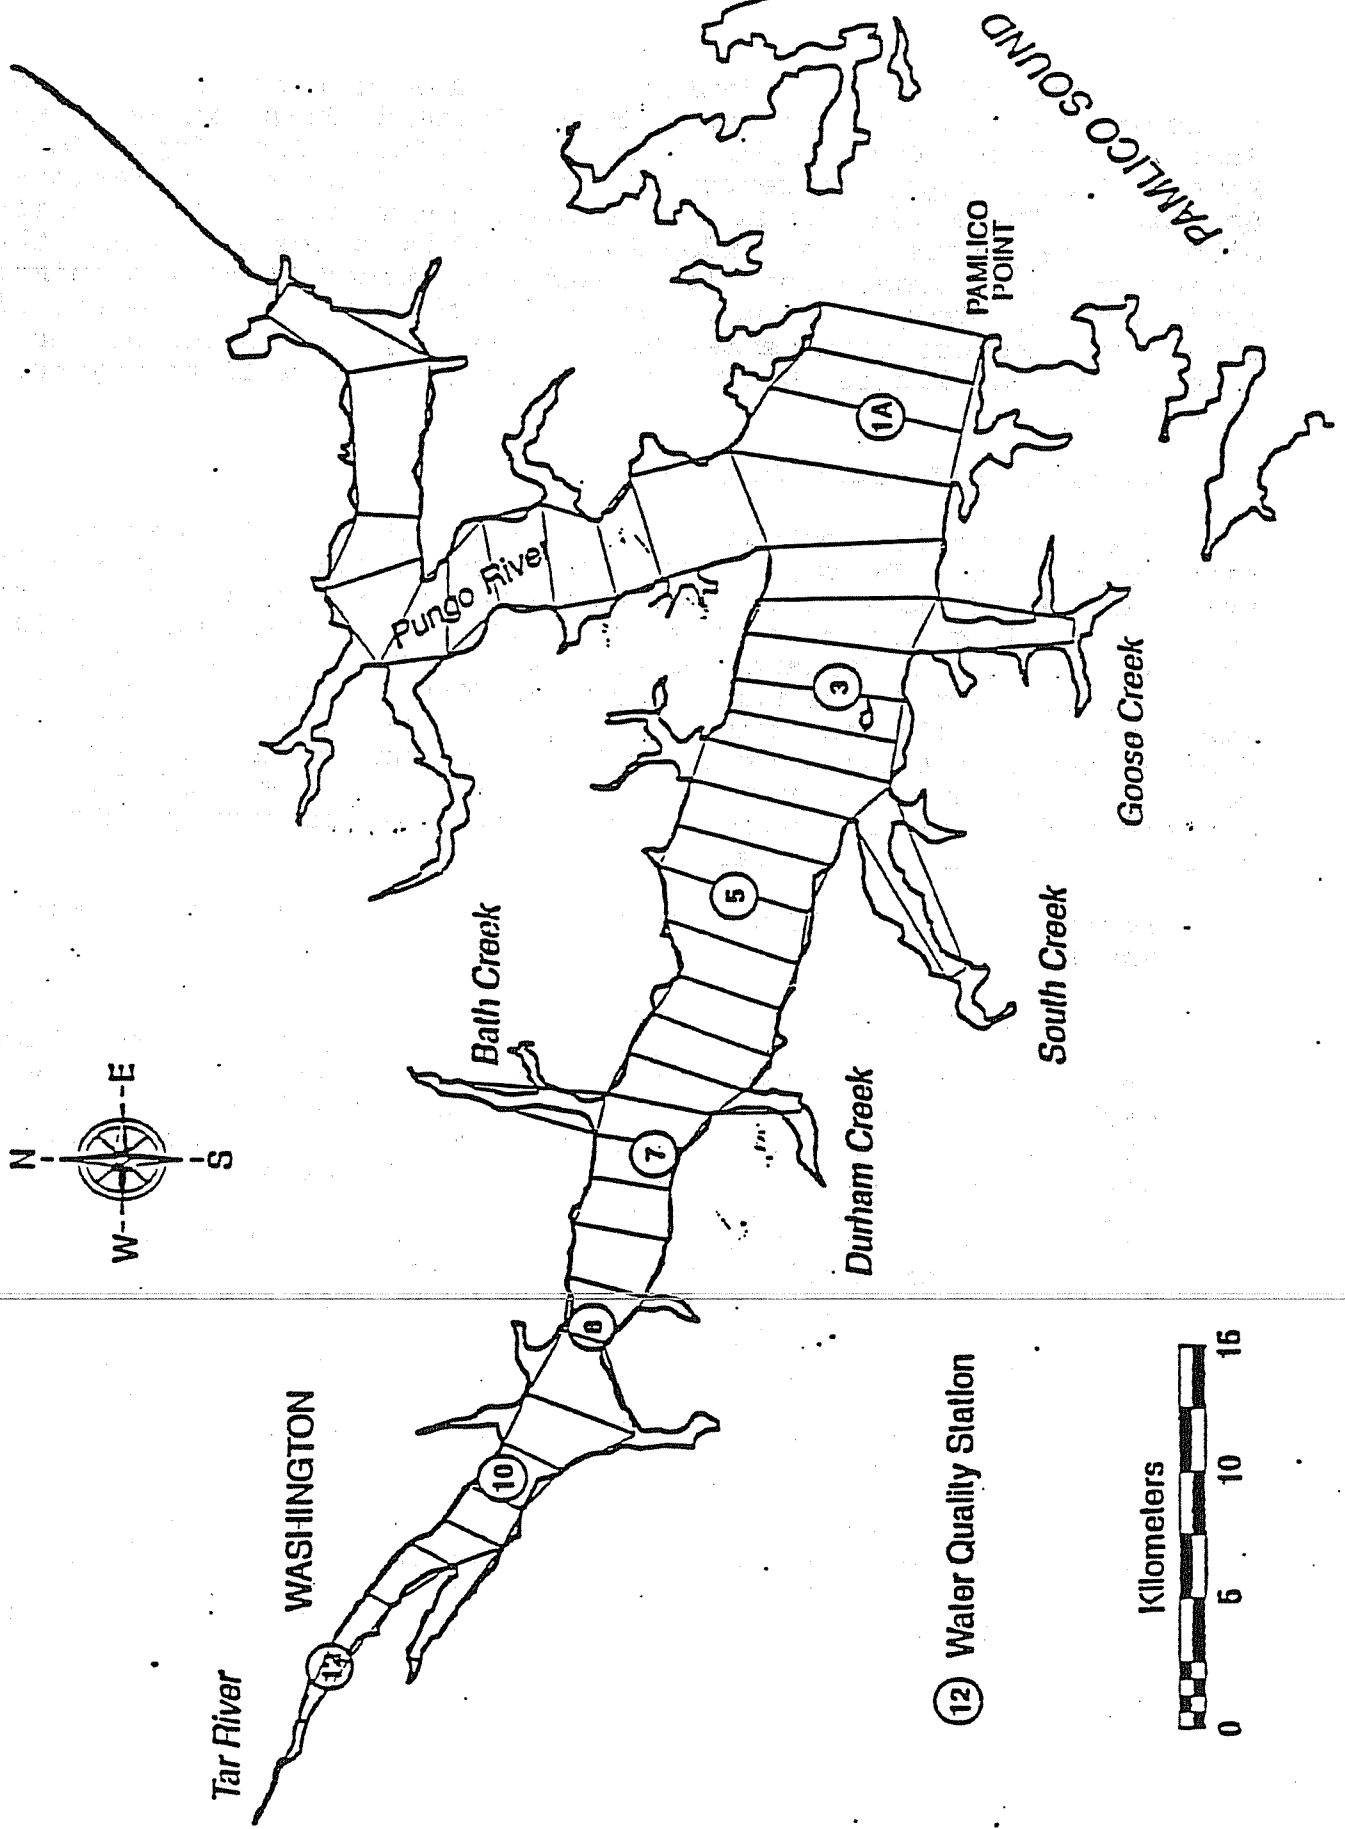 N
W
E
S
Tar River
WASHINGTON
12
10
8
7
5
3
1A
Bath Creek
Pungo River
Durham Creek
South Creek
Goose Creek
PAMLICO
POINT
PAMLICO SOUND
12 Water Quality Station
Kilometers
0 5 10 15